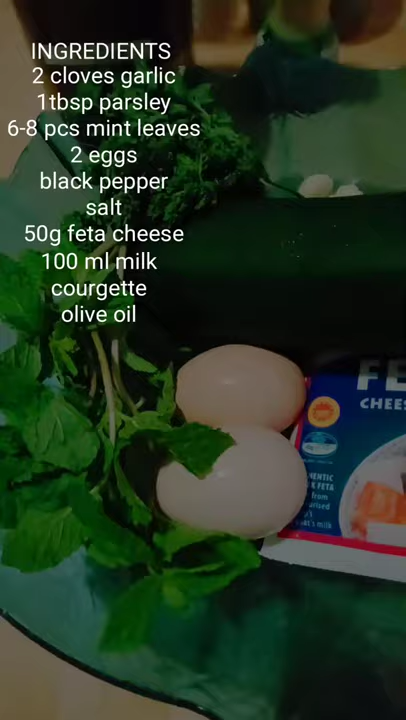 INGREDIENTS
2 cloves garlic
1tbsp parsley
6-8 pcs mint leaves
2 eggs
black pepper
salt
50g feta cheese
100 ml milk
courgette
olive oil
FE
CHEES
from